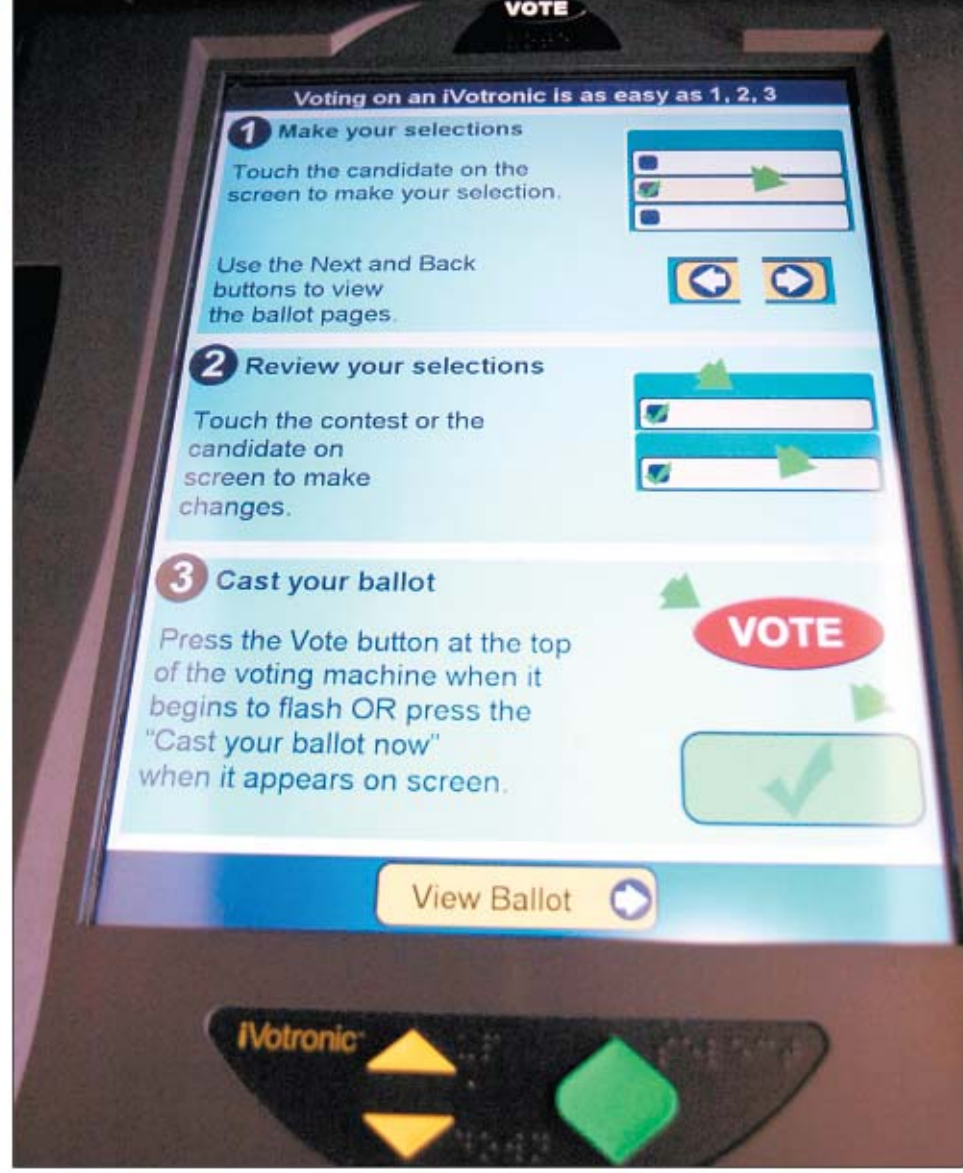 VOTE
Voting on an iVotronic is as easy as 1, 2, 3
1 Make your selections
Touch the candidate on the
screen to make your selection.
Use the Next and Back
buttons to view
the ballot pages.
2 Review your selections
Touch the contest or the
candidate on
screen to make
changes.
3 Cast your ballot
Press the Vote button at the top
of the voting machine when it
begins to flash OR press the
"Cast your ballot now"
when it appears on screen.
VOTE
View Ballot
iVotronic